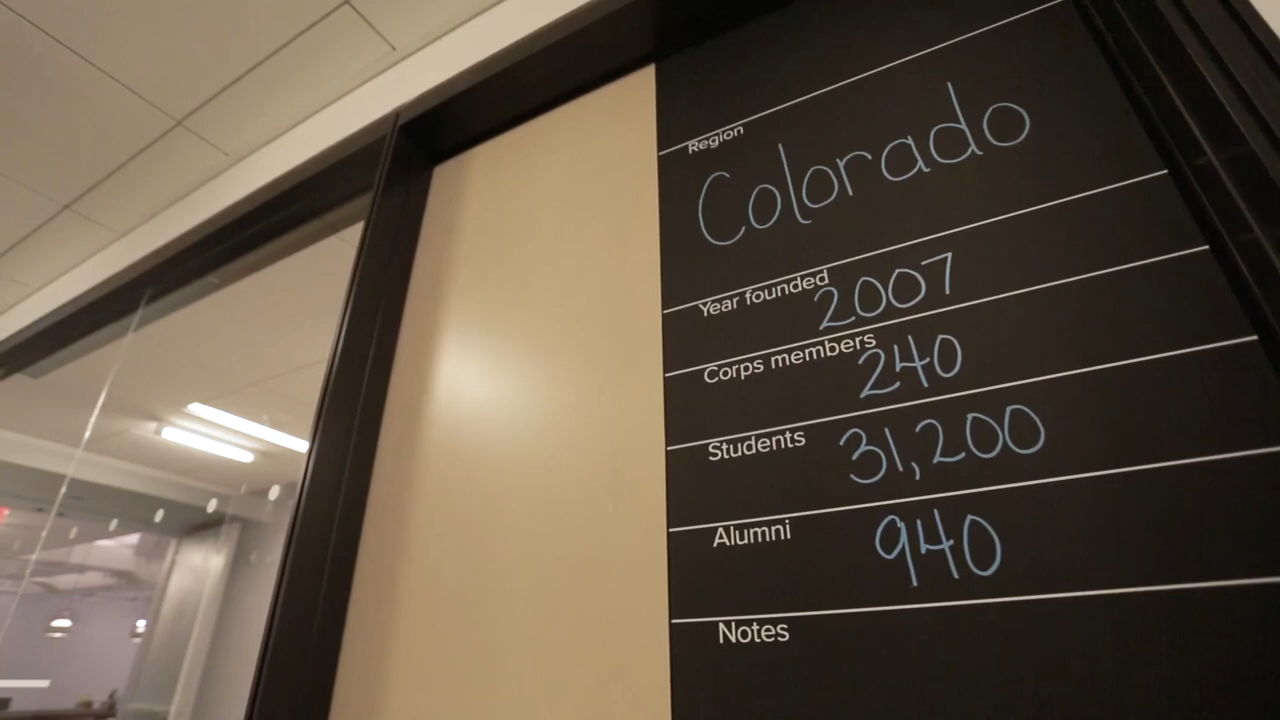 Region
Colorado
Year founded 2007
Corps members 240
Students 31,200
Alumni 940
Notes